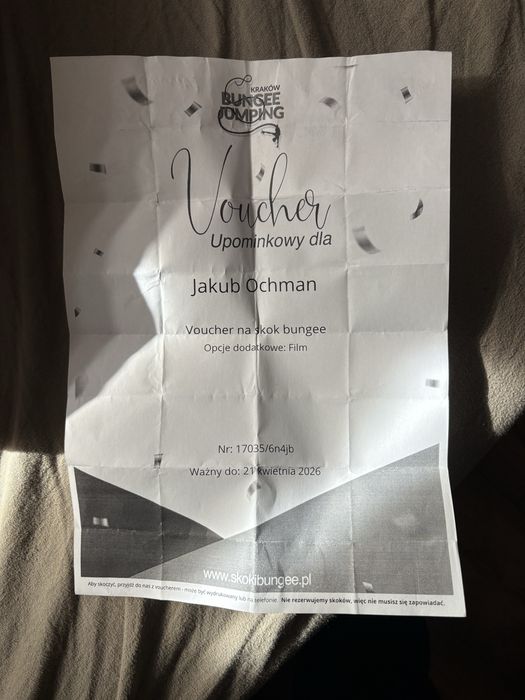 KRAKÓW
BUNGEE
JUMPING
Voucher
Upominkowy dla
Jakub Ochman
Voucher na skok bungee
Opcje dodatkowe: Film
Nr: 17035/6n4jb
Ważny do: 21 kwietnia 2026
www.skokibungee.pl
Aby skoczyć, przyjdź do nas z voucherem - może być wydrukowany lub na telefonie. Nie rezerwujemy skoków, więc nie musisz się zapowiadać.